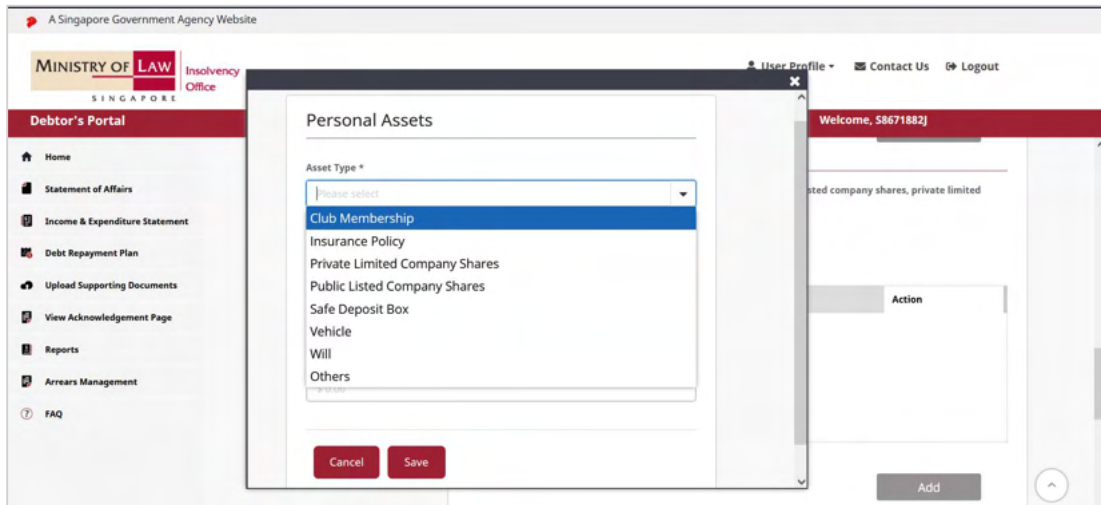 A Singapore Government Agency Website
MINISTRY OF LAW
SINGAPORE
Insolvency
Office
User Profile
Contact Us
Logout
Debtor's Portal
Welcome, S8671882J
Home
Statement of Affairs
Income & Expenditure Statement
Debt Repayment Plan
Upload Supporting Documents
View Acknowledgement Page
Reports
Arrears Management
FAQ
Personal Assets
Asset Type *
Please select
Club Membership
Insurance Policy
Private Limited Company Shares
Public Listed Company Shares
Safe Deposit Box
Vehicle
Will
Others
Cancel
Save
company shares, private limited
Action
Add